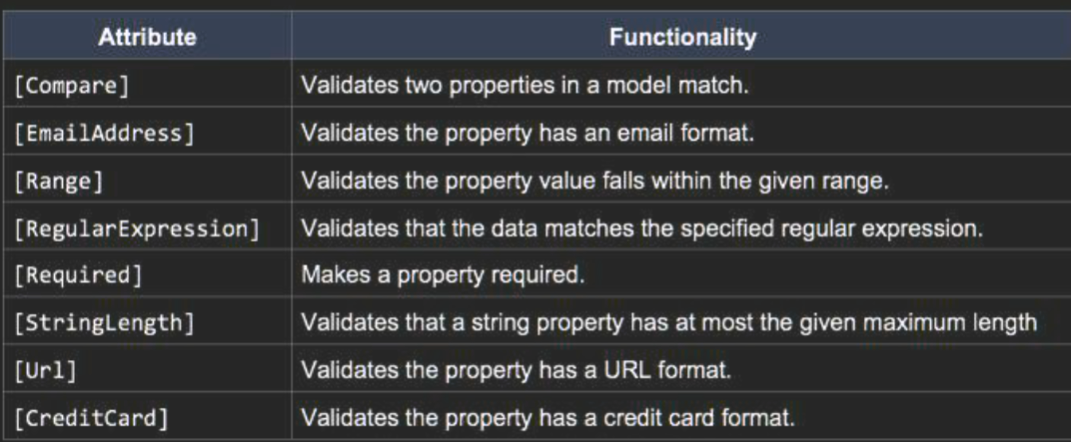 Attribute Functionality
[Compare] Validates two properties in a model match.
[EmailAddress] Validates the property has an email format.
[Range] Validates the property value falls within the given range.
[RegularExpression] Validates that the data matches the specified regular expression.
[Required] Makes a property required.
[StringLength] Validates that a string property has at most the given maximum length
[Url] Validates the property has a URL format.
[CreditCard] Validates the property has a credit card format.